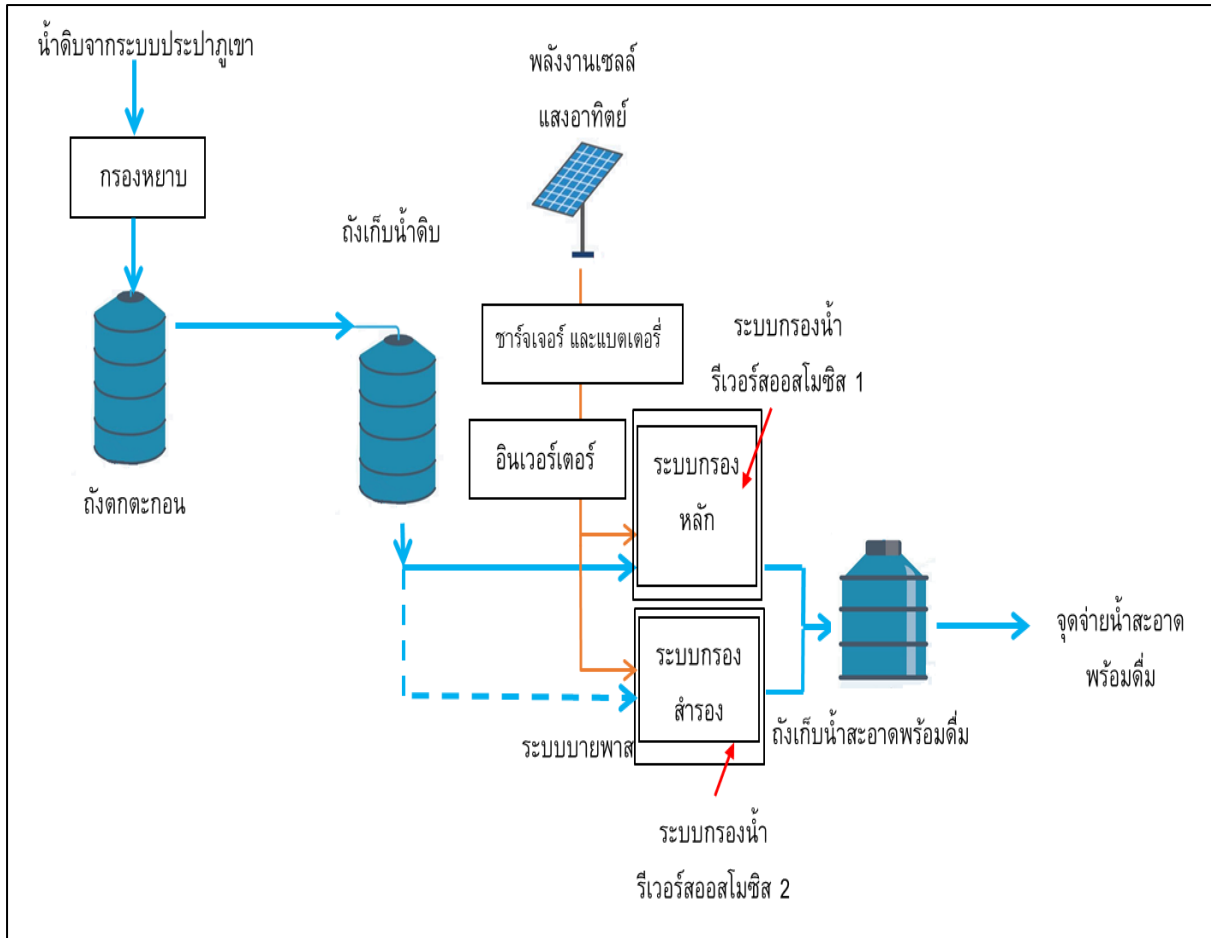 น้ำดิบจากระบบประปาภูเขา
พลังงานเซลล์
แสงอาทิตย์
กรองหยาบ
ถังเก็บน้ำดิบ
ชาร์จเจอร์ และแบตเตอรี่
ระบบกรองน้ำ
รีเวอร์สออสโมซิส 1
อินเวอร์เตอร์
ระบบกรอง
หลัก
ถังตกตะกอน
จุดจ่ายน้ำสะอาด
พร้อมดื่ม
ระบบกรอง
สำรอง
ถังเก็บน้ำสะอาดพร้อมดื่ม
ระบบบายพาส
ระบบกรองน้ำ
รีเวอร์สออสโมซิส 2